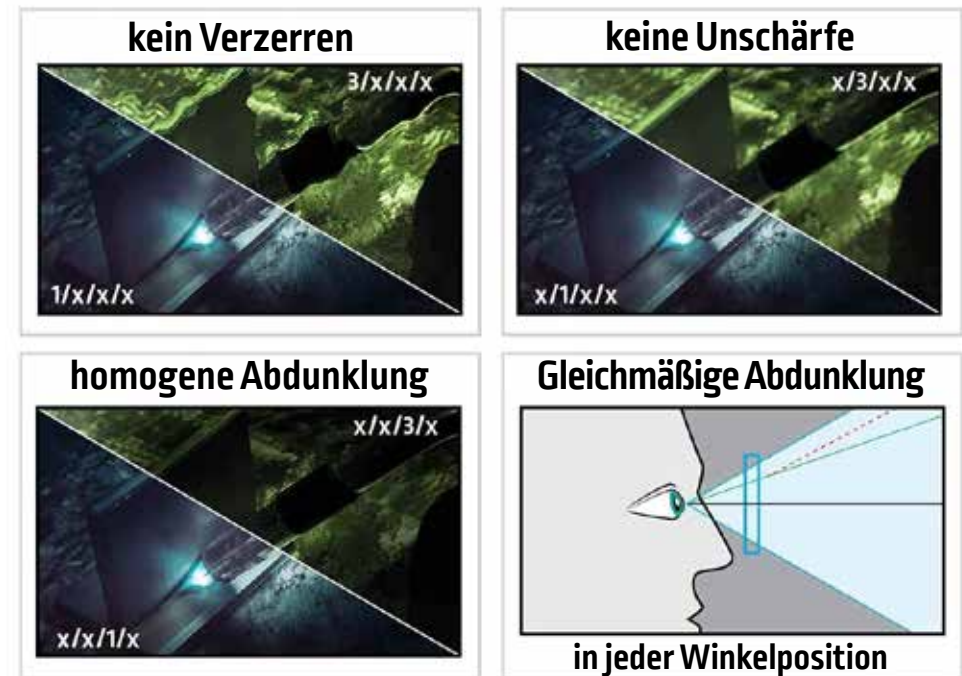 kein Verzerren
3/x/x/x
1/x/x/x
keine Unschärfe
x/3/x/x
x/1/x/x
homogene Abdunklung
x/x/3/x
x/x/1/x
Gleichmäßige Abdunklung
in jeder Winkelposition